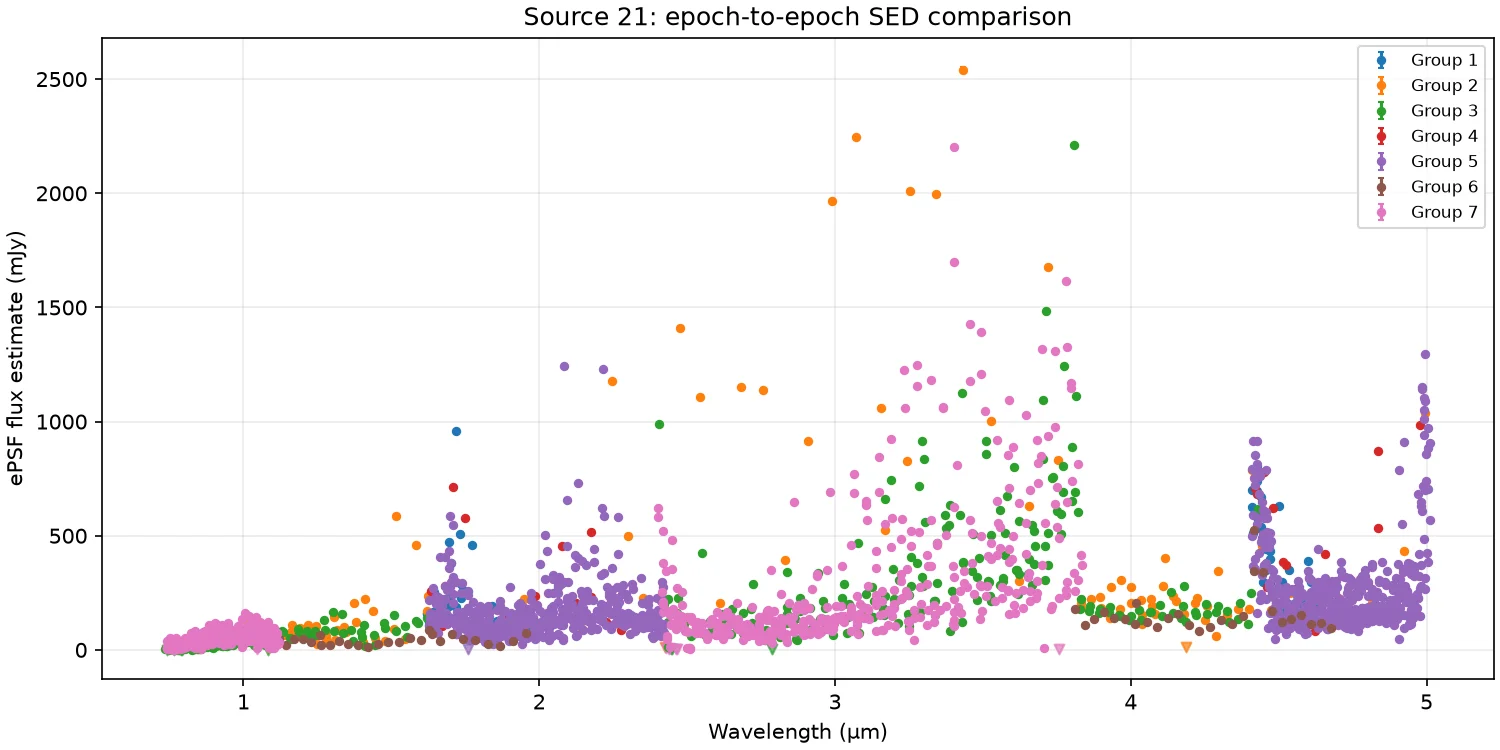 Source 21: epoch-to-epoch SED comparison
2500
2000
1500
1000
500
0
ePSF flux estimate (mJy)
Group 1
Group 2
Group 3
Group 4
Group 5
Group 6
Group 7
1
2
3
4
5
Wavelength (µm)